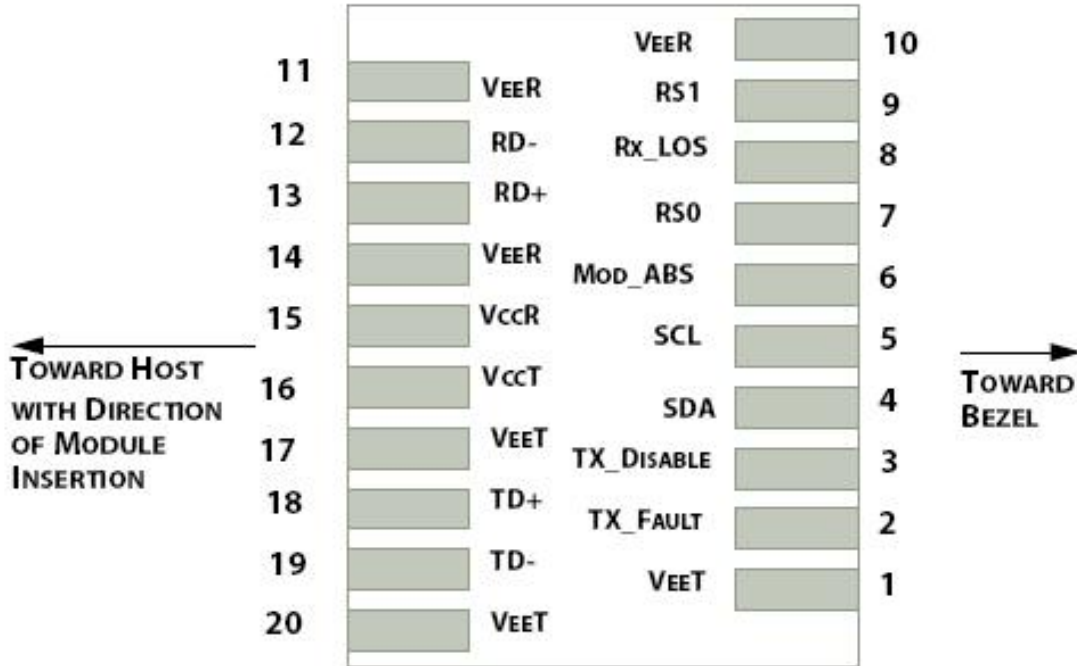 VEER 10
11 VEER
RS1 9
12 RD-
RX_LOS 8
13 RD+
RS0 7
14 VEER
MOD_ABS 6
15 VCCR
SCL 5
TOWARD HOST
WITH DIRECTION
OF MODULE
INSERTION
16 VCCT
TOWARD
BEZEL
SDA 4
17 VEET
TX_DISABLE 3
18 TD+
TX_FAULT 2
19 TD-
VEET 1
20 VEET